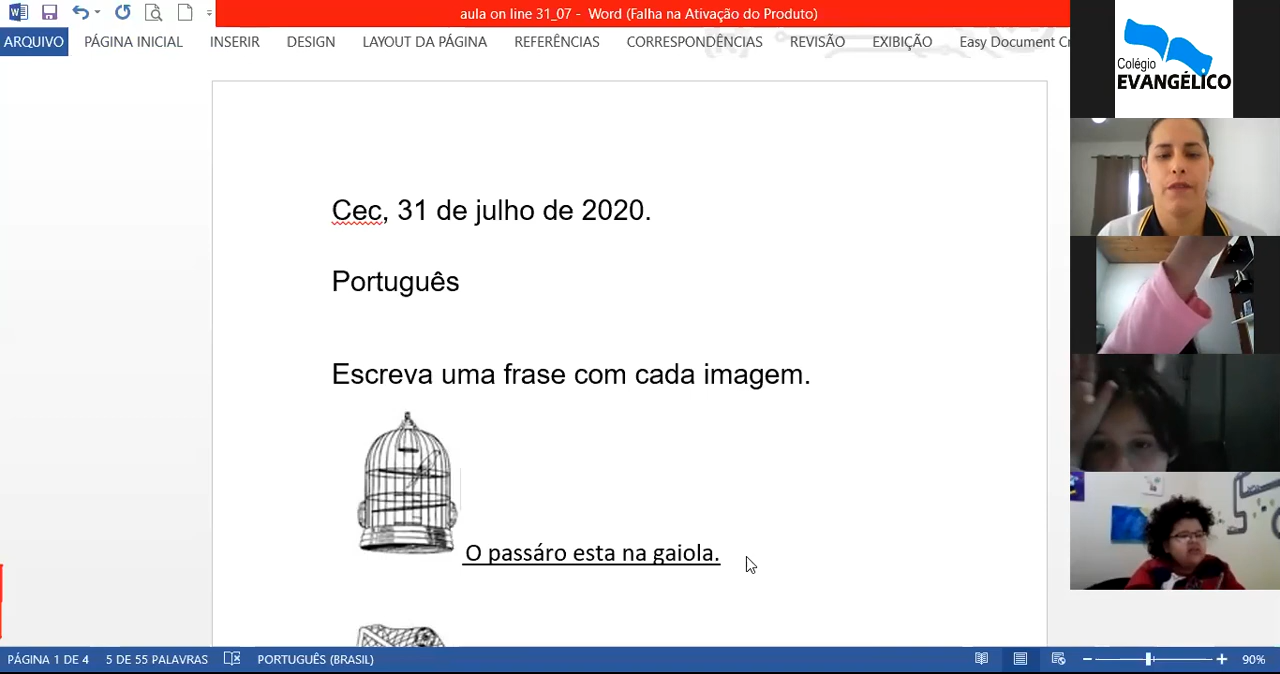 aula on line 31_07 - Word (Falha na Ativação do Produto)
ARQUIVO PÁGINA INICIAL INSERIR DESIGN LAYOUT DA PÁGINA REFERÊNCIAS CORRESPONDÊNCIAS REVISÃO EXIBIÇÃO Easy Document Cr
Colégio
EVANGÉLICO
Cec, 31 de julho de 2020.
Português
Escreva uma frase com cada imagem.
O passáro esta na gaiola.
PÁGINA 1 DE 4 5 DE 55 PALAVRAS PORTUGUÊS (BRASIL) 90%